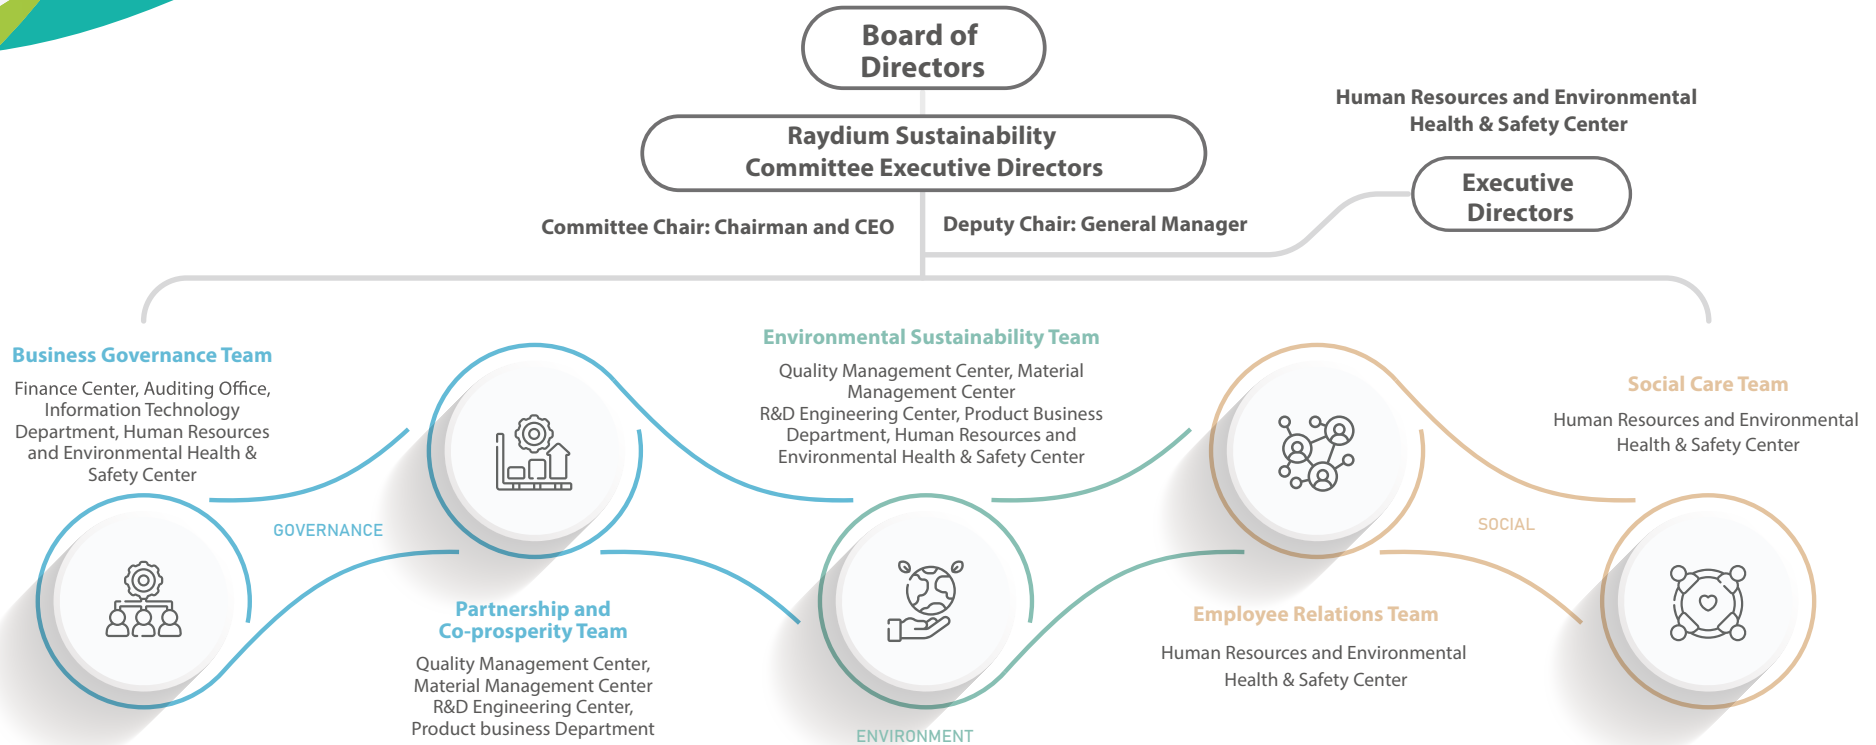 Board of
Directors
Raydium Sustainability
Committee Executive Directors
Human Resources and Environmental
Health & Safety Center
Executive
Directors
Committee Chair: Chairman and CEO
Deputy Chair: General Manager
Business Governance Team
Finance Center, Auditing Office,
Information Technology
Department, Human Resources
and Environmental Health &
Safety Center
GOVERNANCE
Partnership and
Co-prosperity Team
Quality Management Center,
Material Management Center
R&D Engineering Center,
Product business Department
Environmental Sustainability Team
Quality Management Center, Material
Management Center
R&D Engineering Center, Product Business
Department, Human Resources and
Environmental Health & Safety Center
ENVIRONMENT
Employee Relations Team
Human Resources and Environmental
Health & Safety Center
SOCIAL
Social Care Team
Human Resources and Environmental
Health & Safety Center